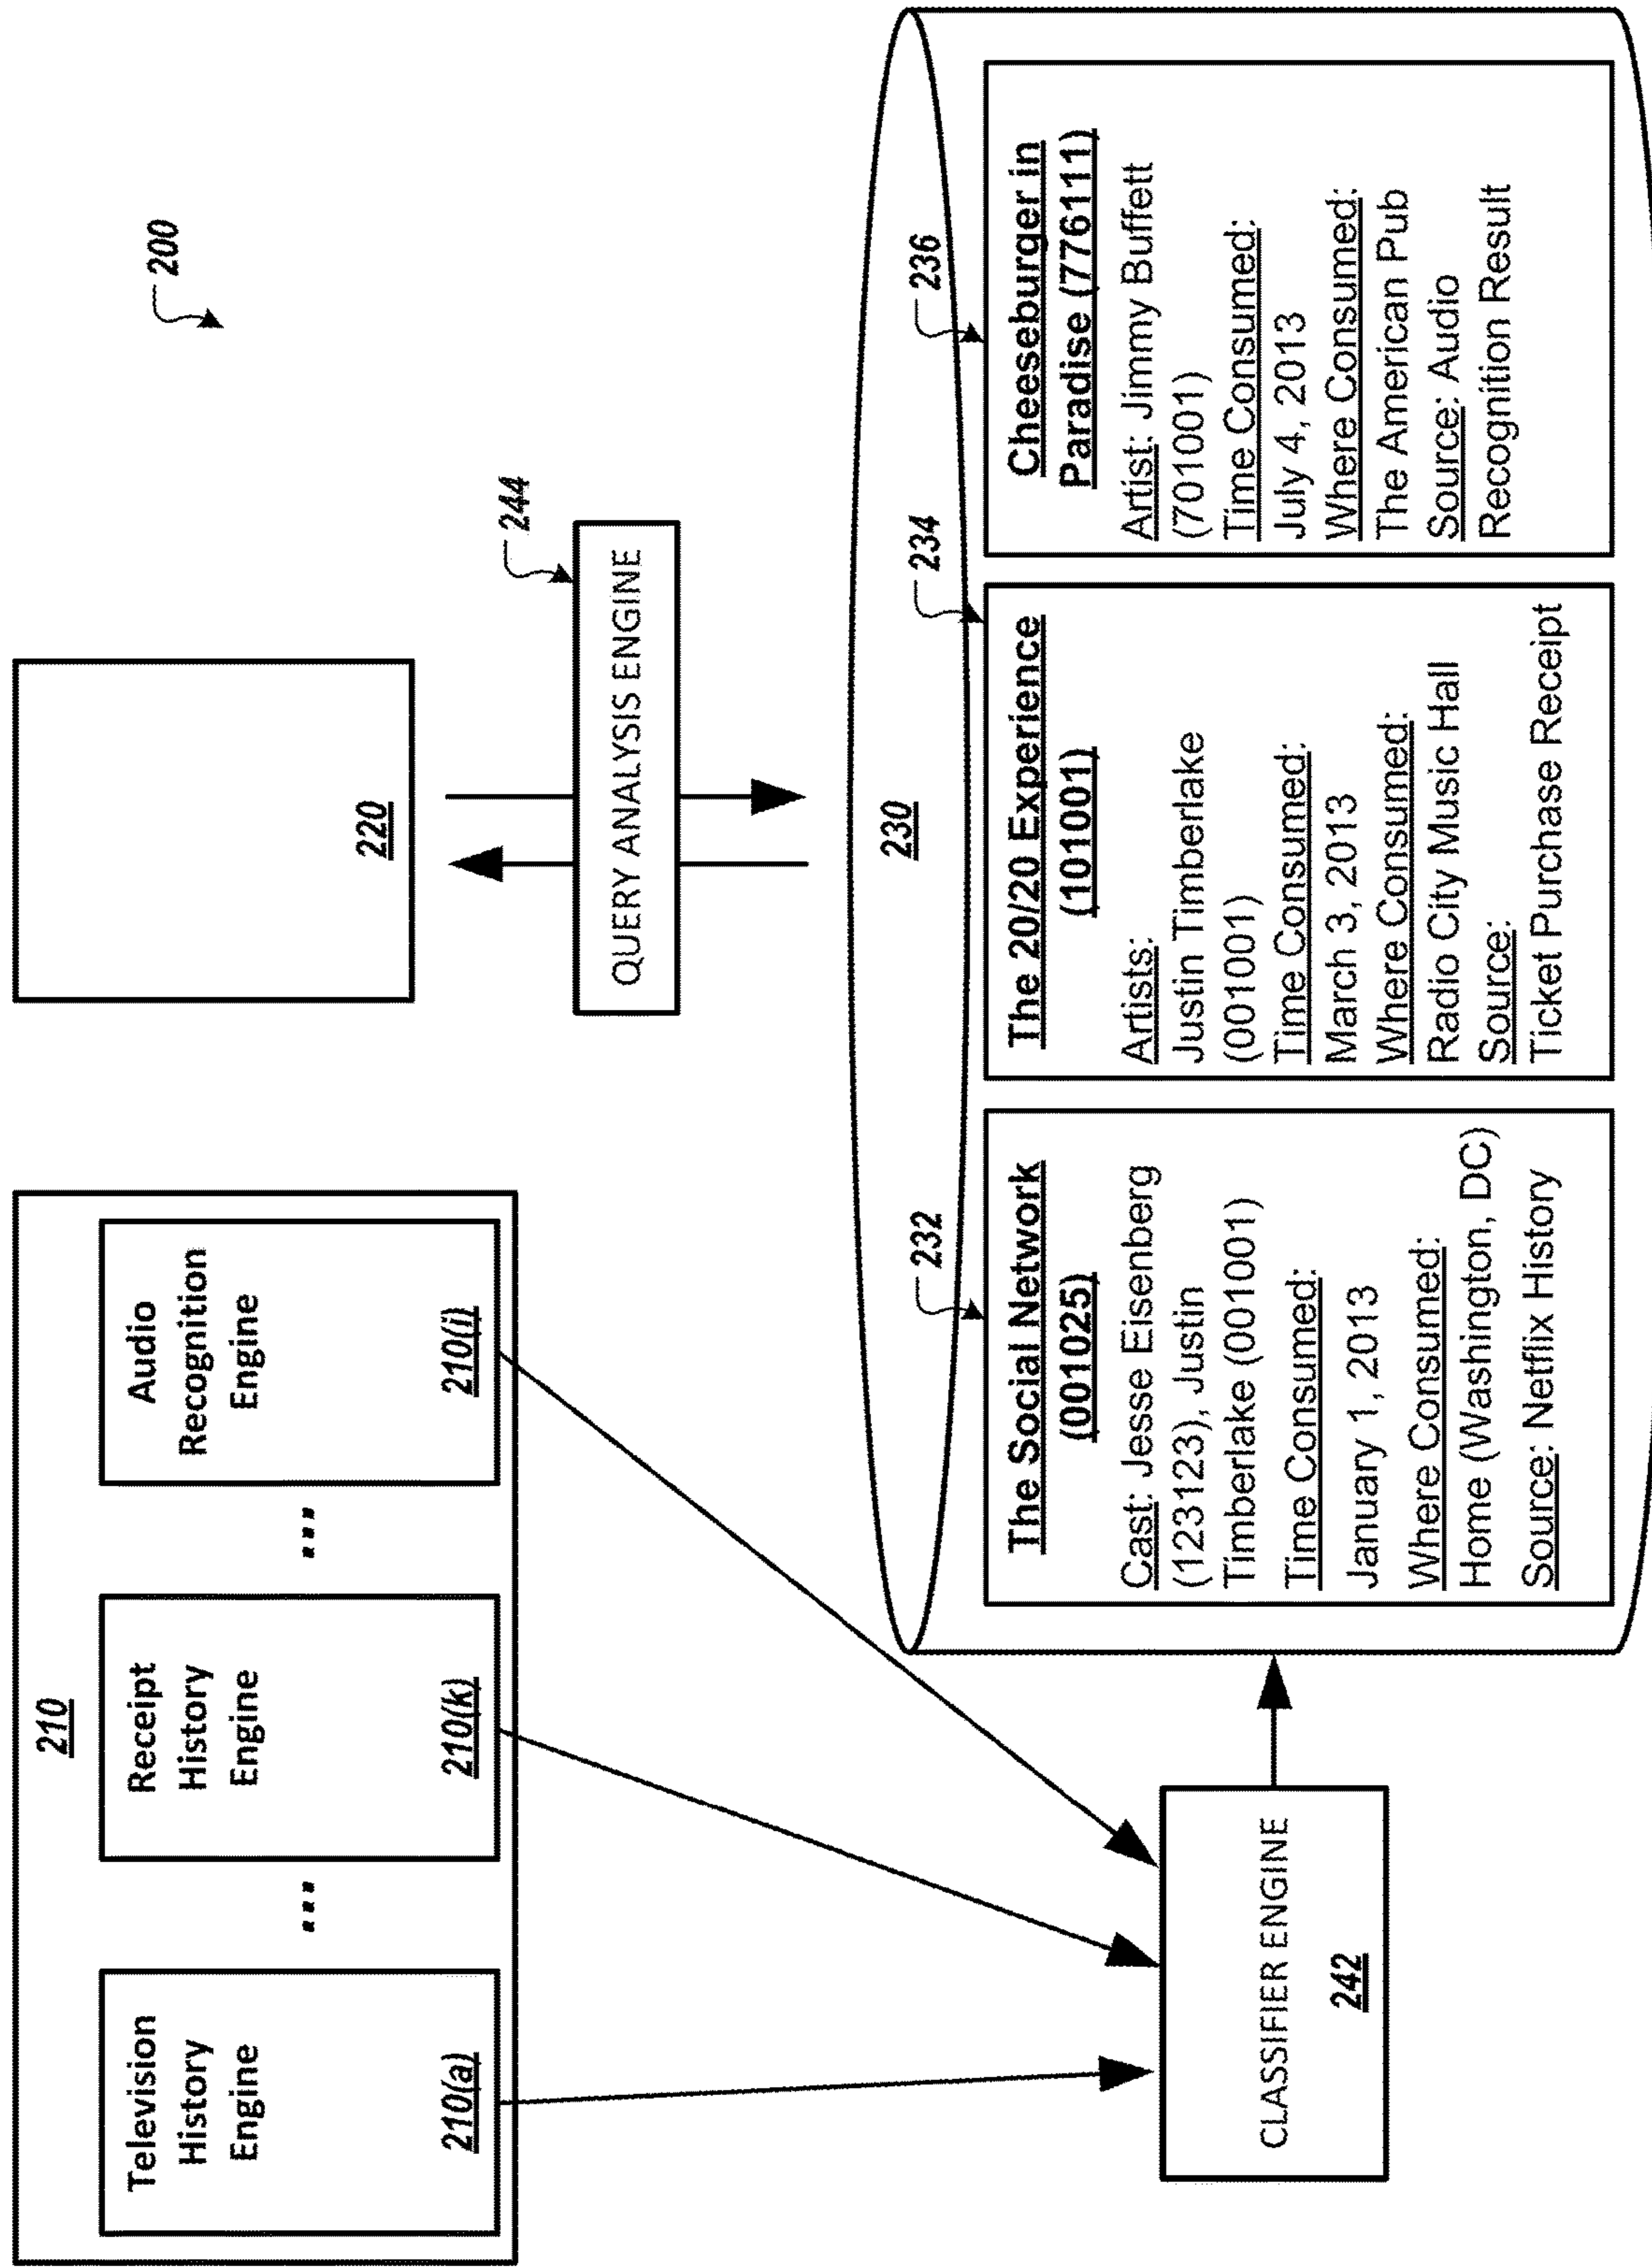 200
210
Television
History
Engine
210(a)
...
Receipt
History
Engine
210(k)
...
Audio
Recognition
Engine
210(j)
220
QUERY ANALYSIS ENGINE
244
CLASSIFIER ENGINE
242
230
232
The Social Network
(001025)
Cast: Jesse Eisenberg
(123123), Justin
Timberlake (001001)
Time Consumed:
January 1, 2013
Where Consumed:
Home (Washington, DC)
Source: Netflix History
234
The 20/20 Experience
(101001)
Artists:
Justin Timberlake
(001001)
Time Consumed:
March 3, 2013
Where Consumed:
Radio City Music Hall
Source:
Ticket Purchase Receipt
236
Cheeseburger in
Paradise (776111)
Artist: Jimmy Buffett
(701001)
Time Consumed:
July 4, 2013
Where Consumed:
The American Pub
Source: Audio
Recognition Result